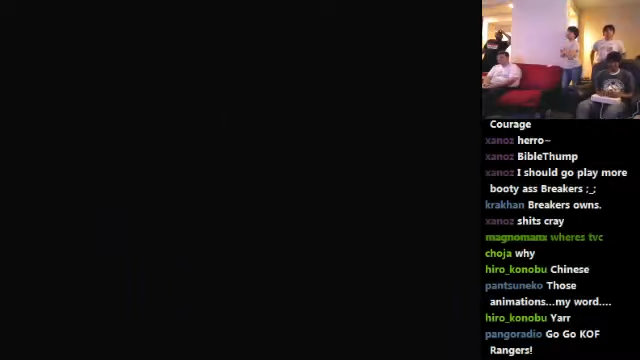 Courage
xanoz herro~
xanoz BibleThump
xanoz I should go play more
booty ass Breakers ;_;
krakhan Breakers owns.
xanoz shits cray
magnomanx wheres tvc
choja why
hiro_konobu Chinese
pantsuneko Those
animations...my word....
hiro_konobu Yarr
pangoradio Go Go KOF
Rangers!